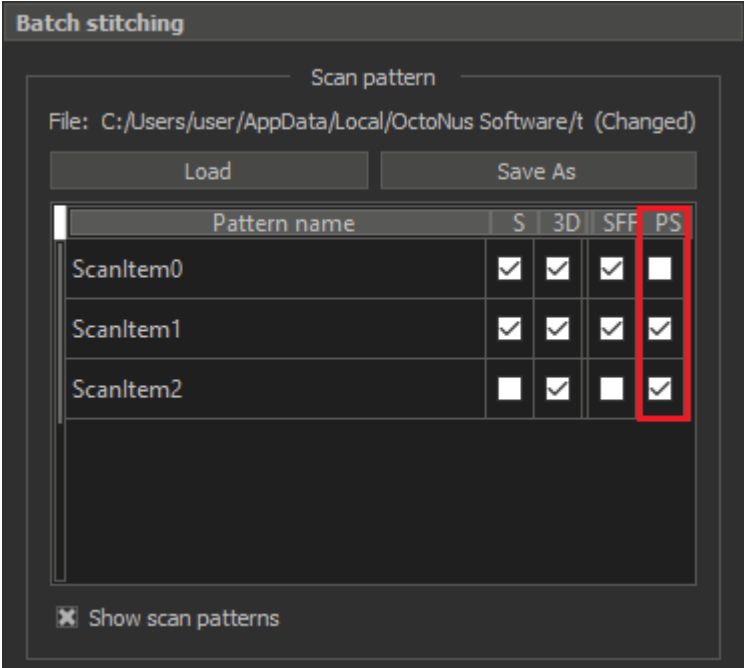 Batch stitching
Scan pattern
File: C:/Users/user/AppData/Local/OctoNus Software/t (Changed)
Load Save As
Pattern name S 3D SFF PS
ScanItem0
ScanItem1
ScanItem2
Show scan patterns